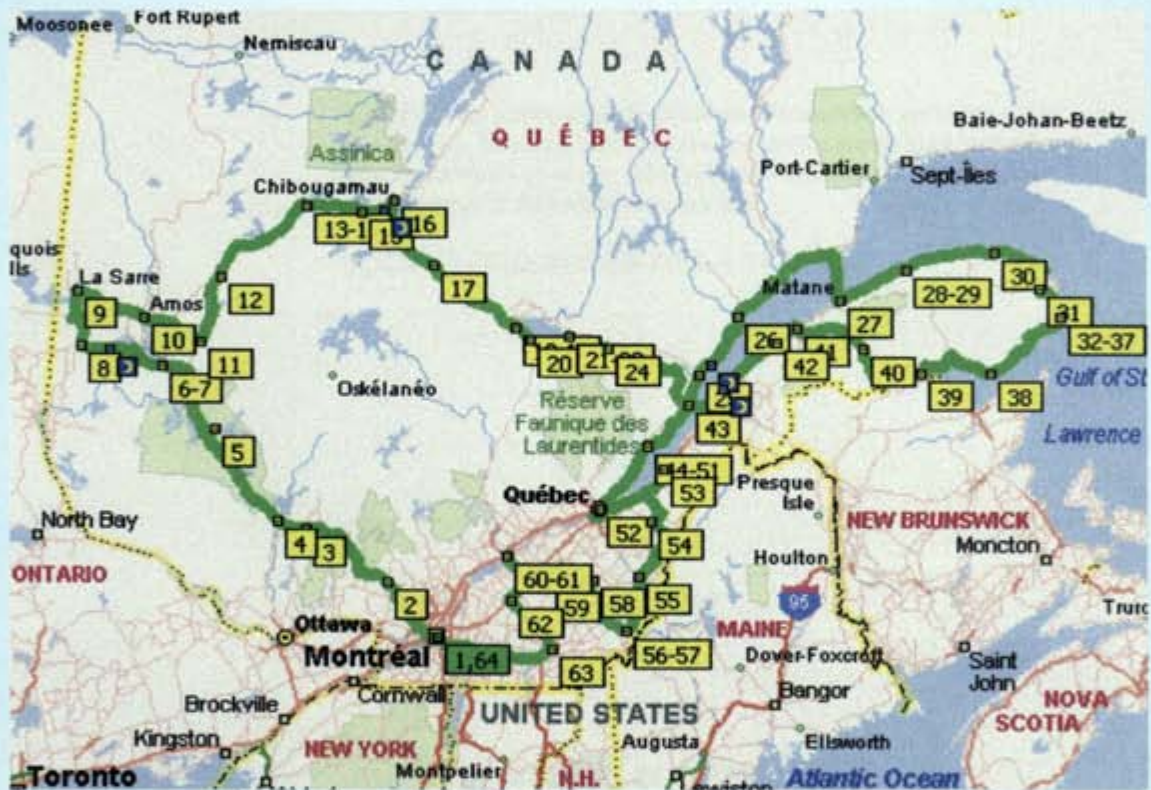 Moosonee
Fort Rupert
Nemiscau
CANADA
QUÉBEC
Assinica
Baie-Johan-Beetz
Port-Cartier
Sept-Îles
Chibougamau
13-1
16
quois
lls
La Sarre
9
Amos
10
12
17
Matane
28-29
30
31
32-37
8
11
6-7
Oskélanéo
20
21
24
26
27
41
42
40
39
38
Gulf of St
Lawrence
Réserve
Faunique des
Laurentides
43
5
44-51
53
Presque
Isle
Québec
52
54
NEW BRUNSWICK
Moncton
North Bay
4
3
Houlton
ONTARIO
2
60-61
59
58
55
95
Ottawa
62
MAINE
Montréal
1,64
63
56-57
Dover-Foxcroft
Saint
John
Cornwall
Bangor
NOVA
SCOTIA
Brockville
UNITED STATES
Kingston
NEW YORK
Augusta
Ellsworth
Toronto
Montpelier
N.H.
Atlantic Ocean